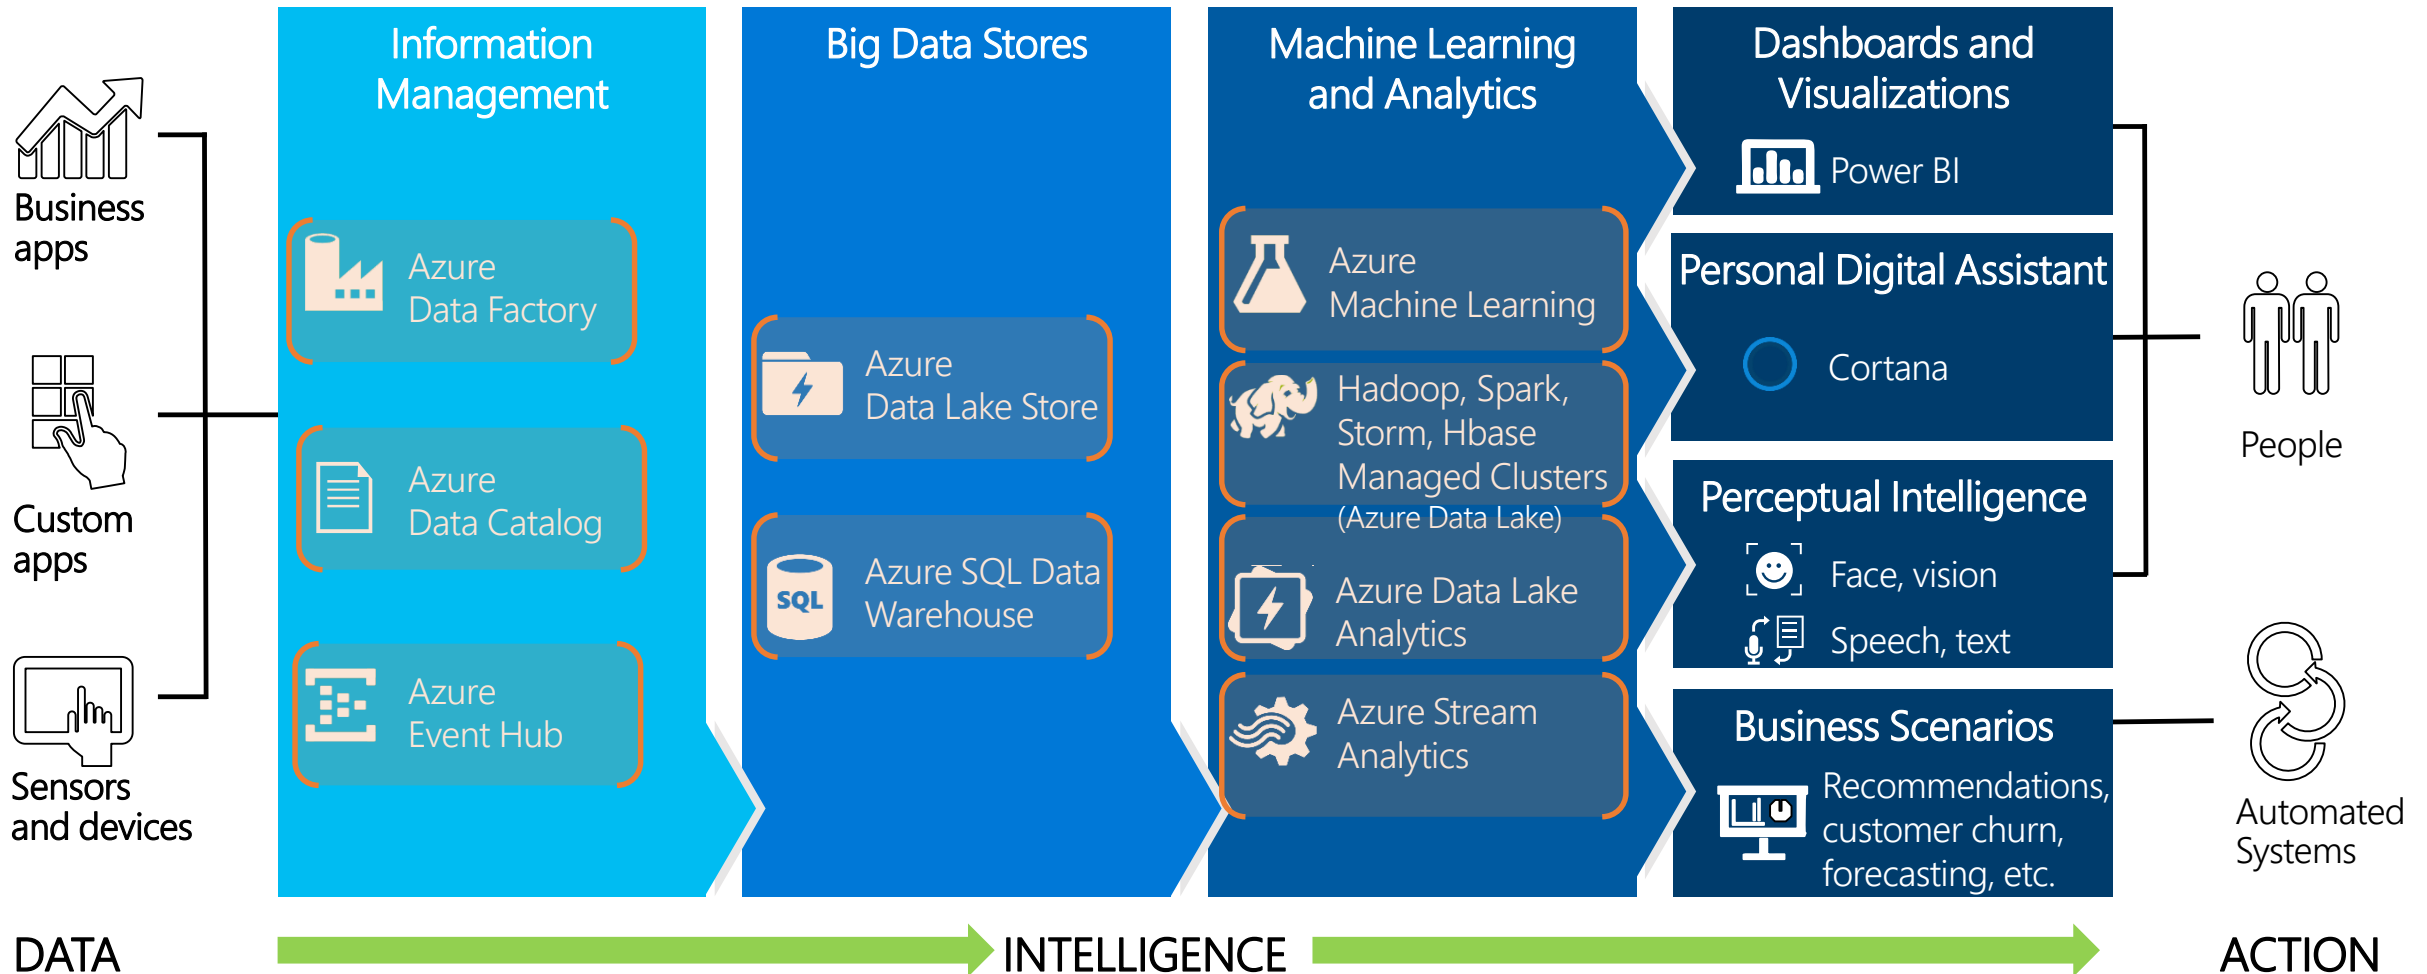 Business
apps
Custom
apps
Sensors
and devices
Information
Management
Azure
Data Factory
Azure
Data Catalog
Azure
Event Hub
Big Data Stores
Azure
Data Lake Store
SQL
Azure SQL Data
Warehouse
Machine Learning
and Analytics
Azure
Machine Learning
Hadoop, Spark,
Storm, Hbase
Managed Clusters
(Azure Data Lake)
Azure Data Lake
Analytics
Azure Stream
Analytics
Dashboards and
Visualizations
Power BI
Personal Digital Assistant
Cortana
Perceptual Intelligence
Face, vision
Speech, text
Business Scenarios
Recommendations,
customer churn,
forecasting, etc.
People
Automated
Systems
DATA
INTELLIGENCE
ACTION